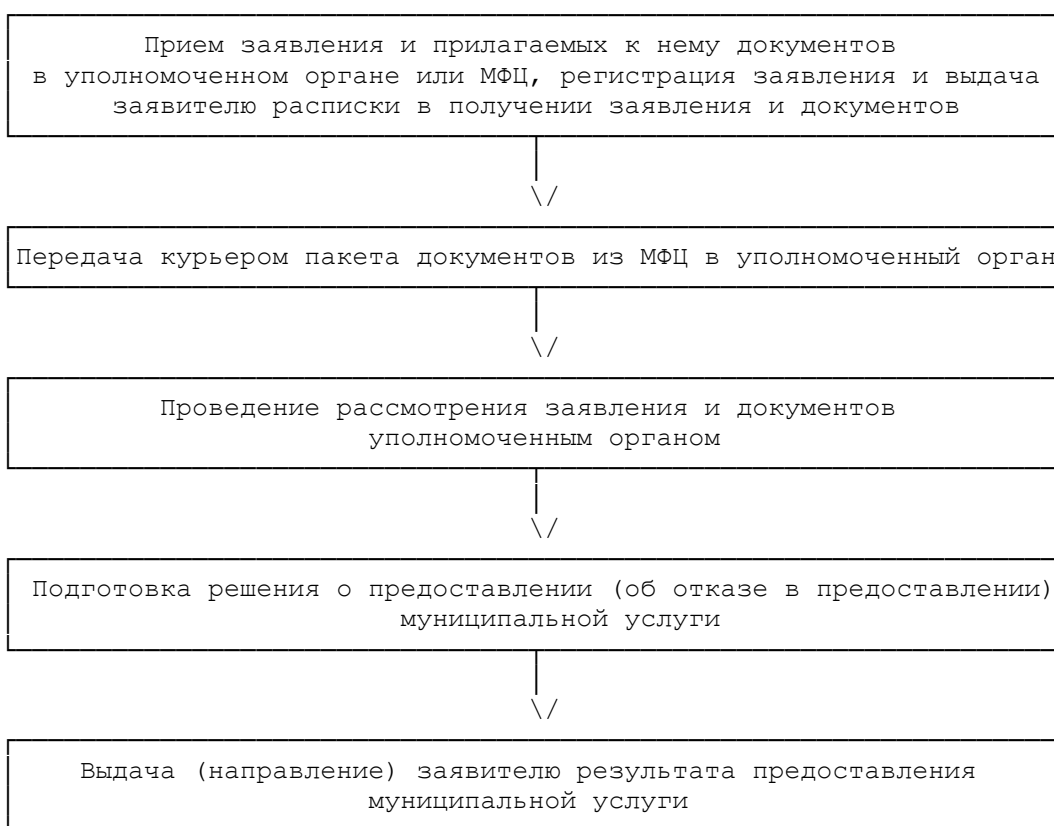 Прием заявления и прилагаемых к нему документов
в уполномоченном органе или МФЦ, регистрация заявления и выдача
заявителю расписки в получении заявления и документов
Передача курьером пакета документов из МФЦ в уполномоченный орган
Проведение рассмотрения заявления и документов
уполномоченным органом
Подготовка решения о предоставлении (об отказе в предоставлении)
муниципальной услуги
Выдача (направление) заявителю результата предоставления
муниципальной услуги